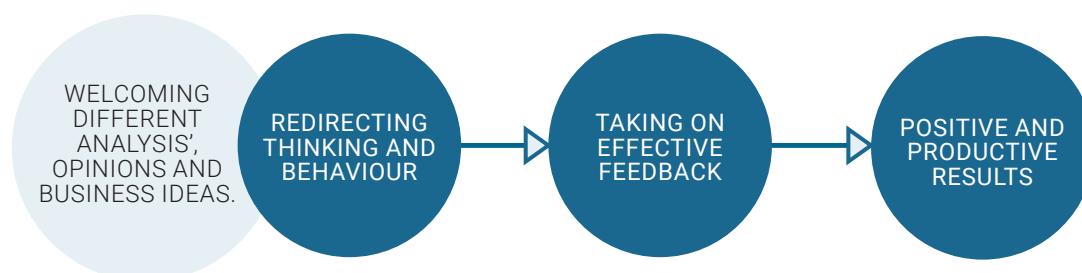 WELCOMING
DIFFERENT
ANALYSIS’,
OPINIONS AND
BUSINESS IDEAS.
REDIRECTING
THINKING AND
BEHAVIOUR
TAKING ON
EFFECTIVE
FEEDBACK
POSITIVE AND
PRODUCTIVE
RESULTS